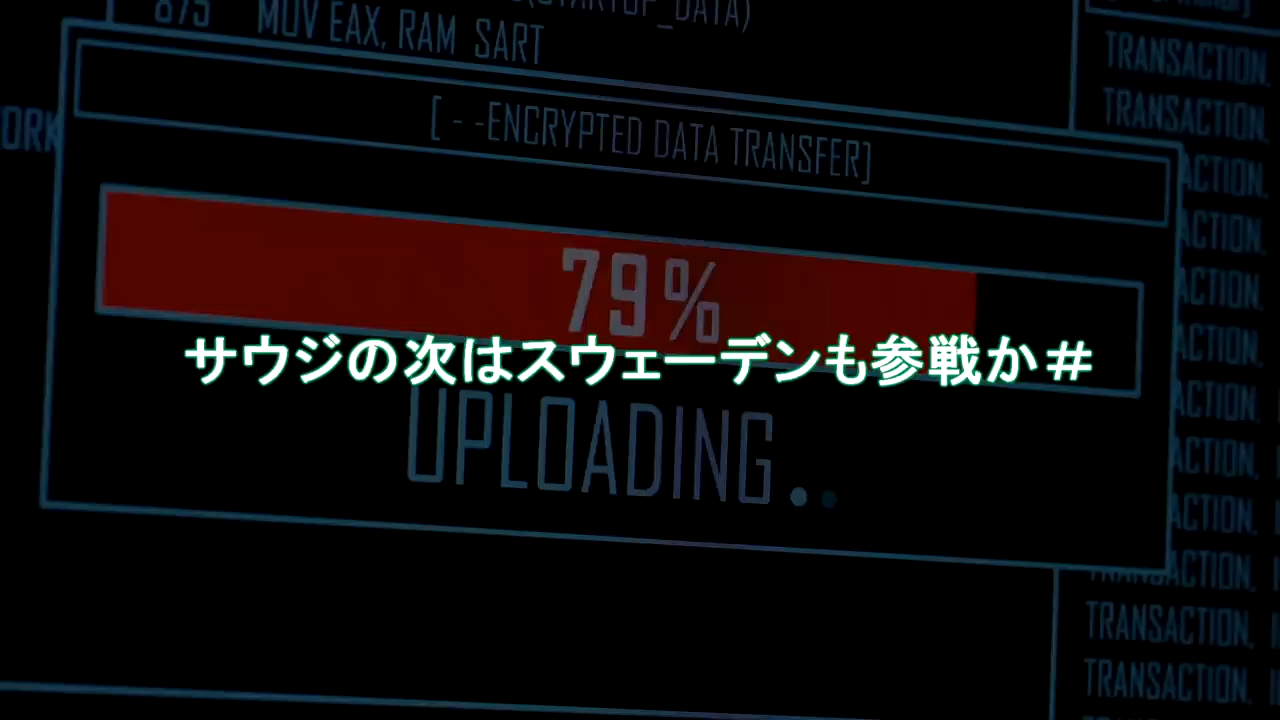 875 MOV EAX, RAM SART
TRANSACTION.
TRANSACTION.
[ - -ENCRYPTED DATA TRANSFER]
79%
サウジの次はスウェーデンも参戦か＃
UPLOADING..
TRANSACTION.
TRANSACTION.